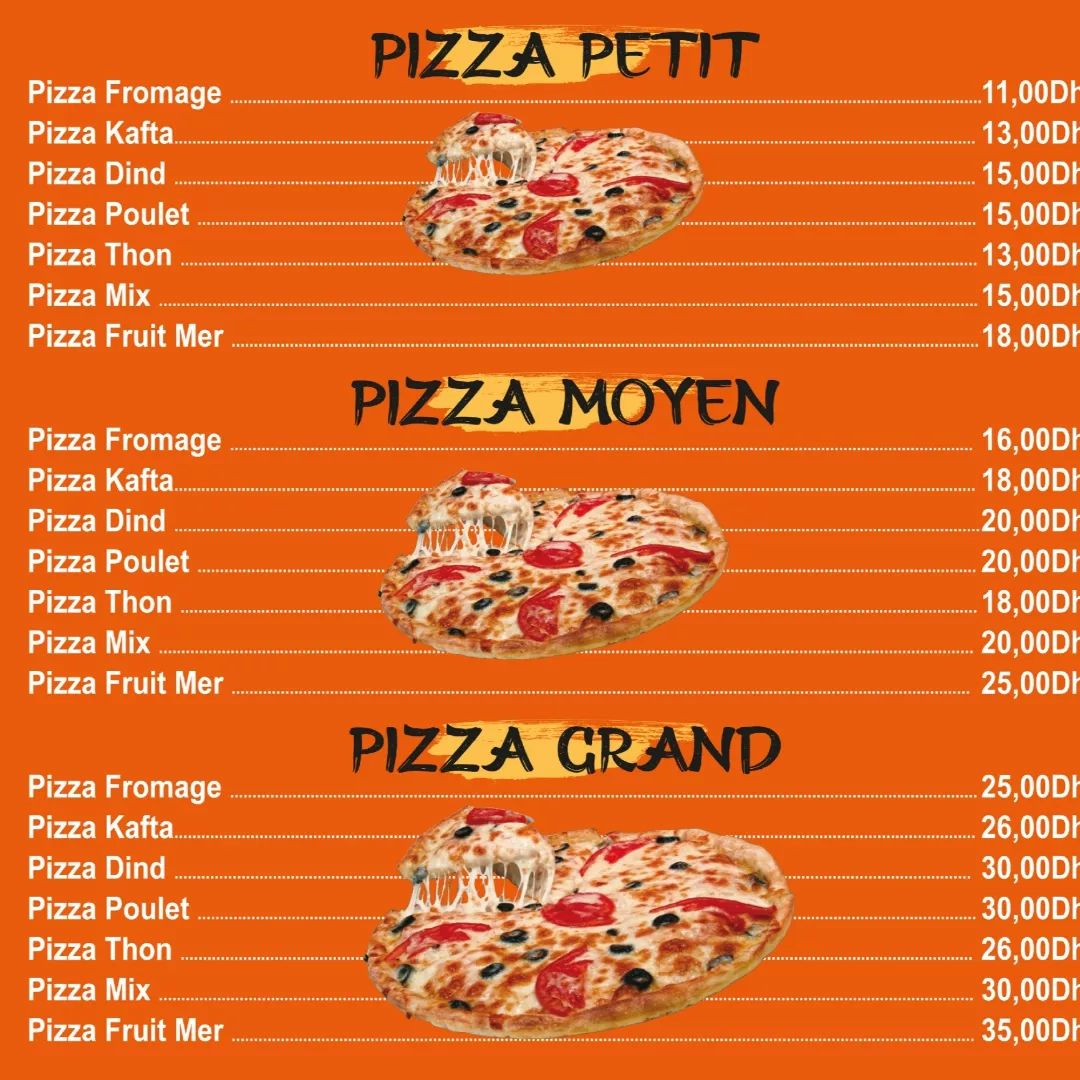 PIZZA PETIT
Pizza Fromage 11,00Dh
Pizza Kafta 13,00Dh
Pizza Dind 15,00Dh
Pizza Poulet 15,00Dh
Pizza Thon 13,00Dh
Pizza Mix 15,00Dh
Pizza Fruit Mer 18,00Dh
PIZZA MOYEN
Pizza Fromage 16,00Dh
Pizza Kafta 18,00Dh
Pizza Dind 20,00Dh
Pizza Poulet 20,00Dh
Pizza Thon 18,00Dh
Pizza Mix 20,00Dh
Pizza Fruit Mer 25,00Dh
PIZZA GRAND
Pizza Fromage 25,00Dh
Pizza Kafta 26,00Dh
Pizza Dind 30,00Dh
Pizza Poulet 30,00Dh
Pizza Thon 26,00Dh
Pizza Mix 30,00Dh
Pizza Fruit Mer 35,00Dh